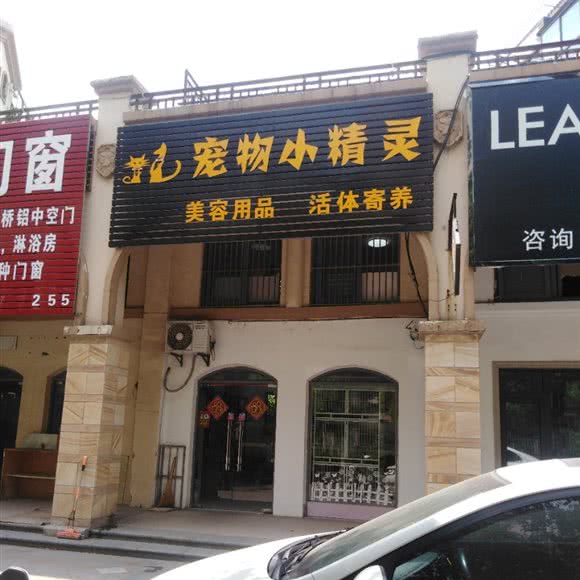 门窗
桥铝中空门
，淋浴房
种门窗
255
宠物小精灵
美容用品 活体寄养
LEA
咨询